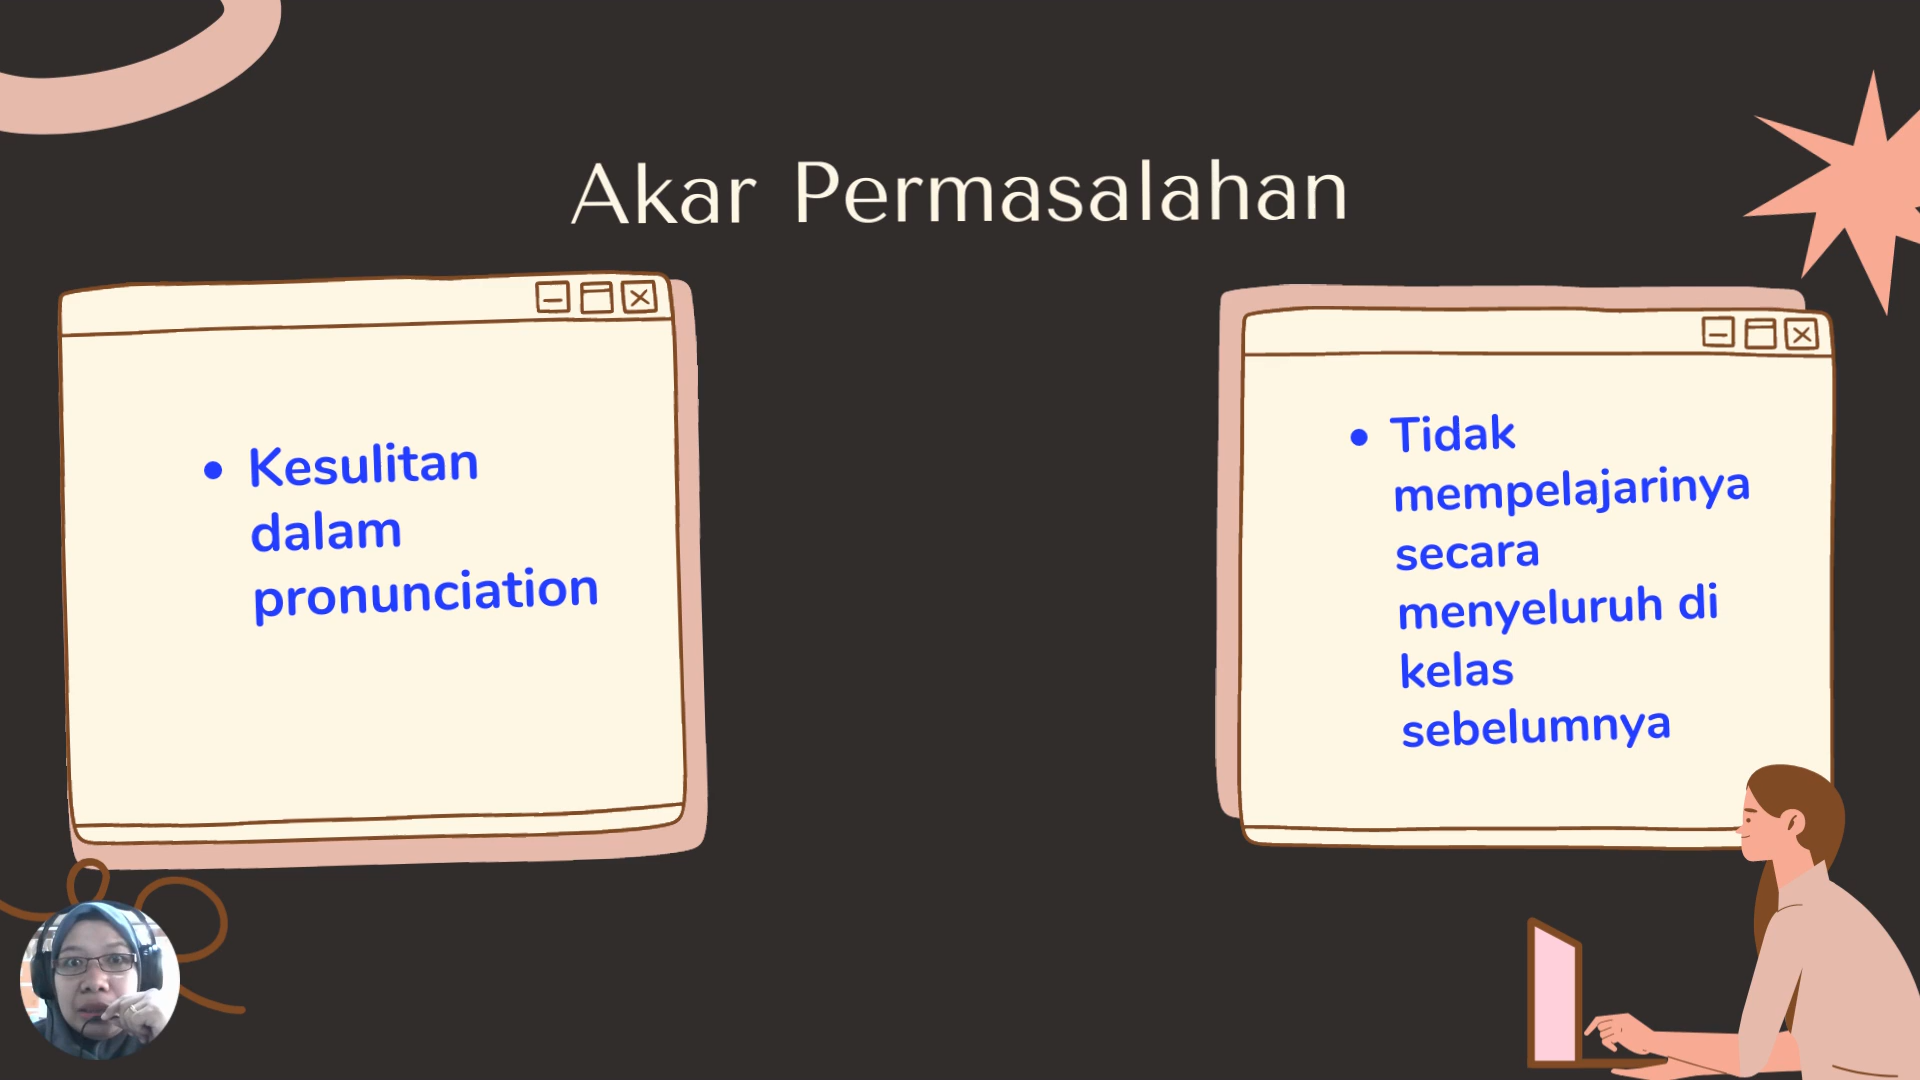 Akar Permasalahan
• Kesulitan
dalam
pronunciation
• Tidak
mempelajarinya
secara
menyeluruh di
kelas
sebelumnya